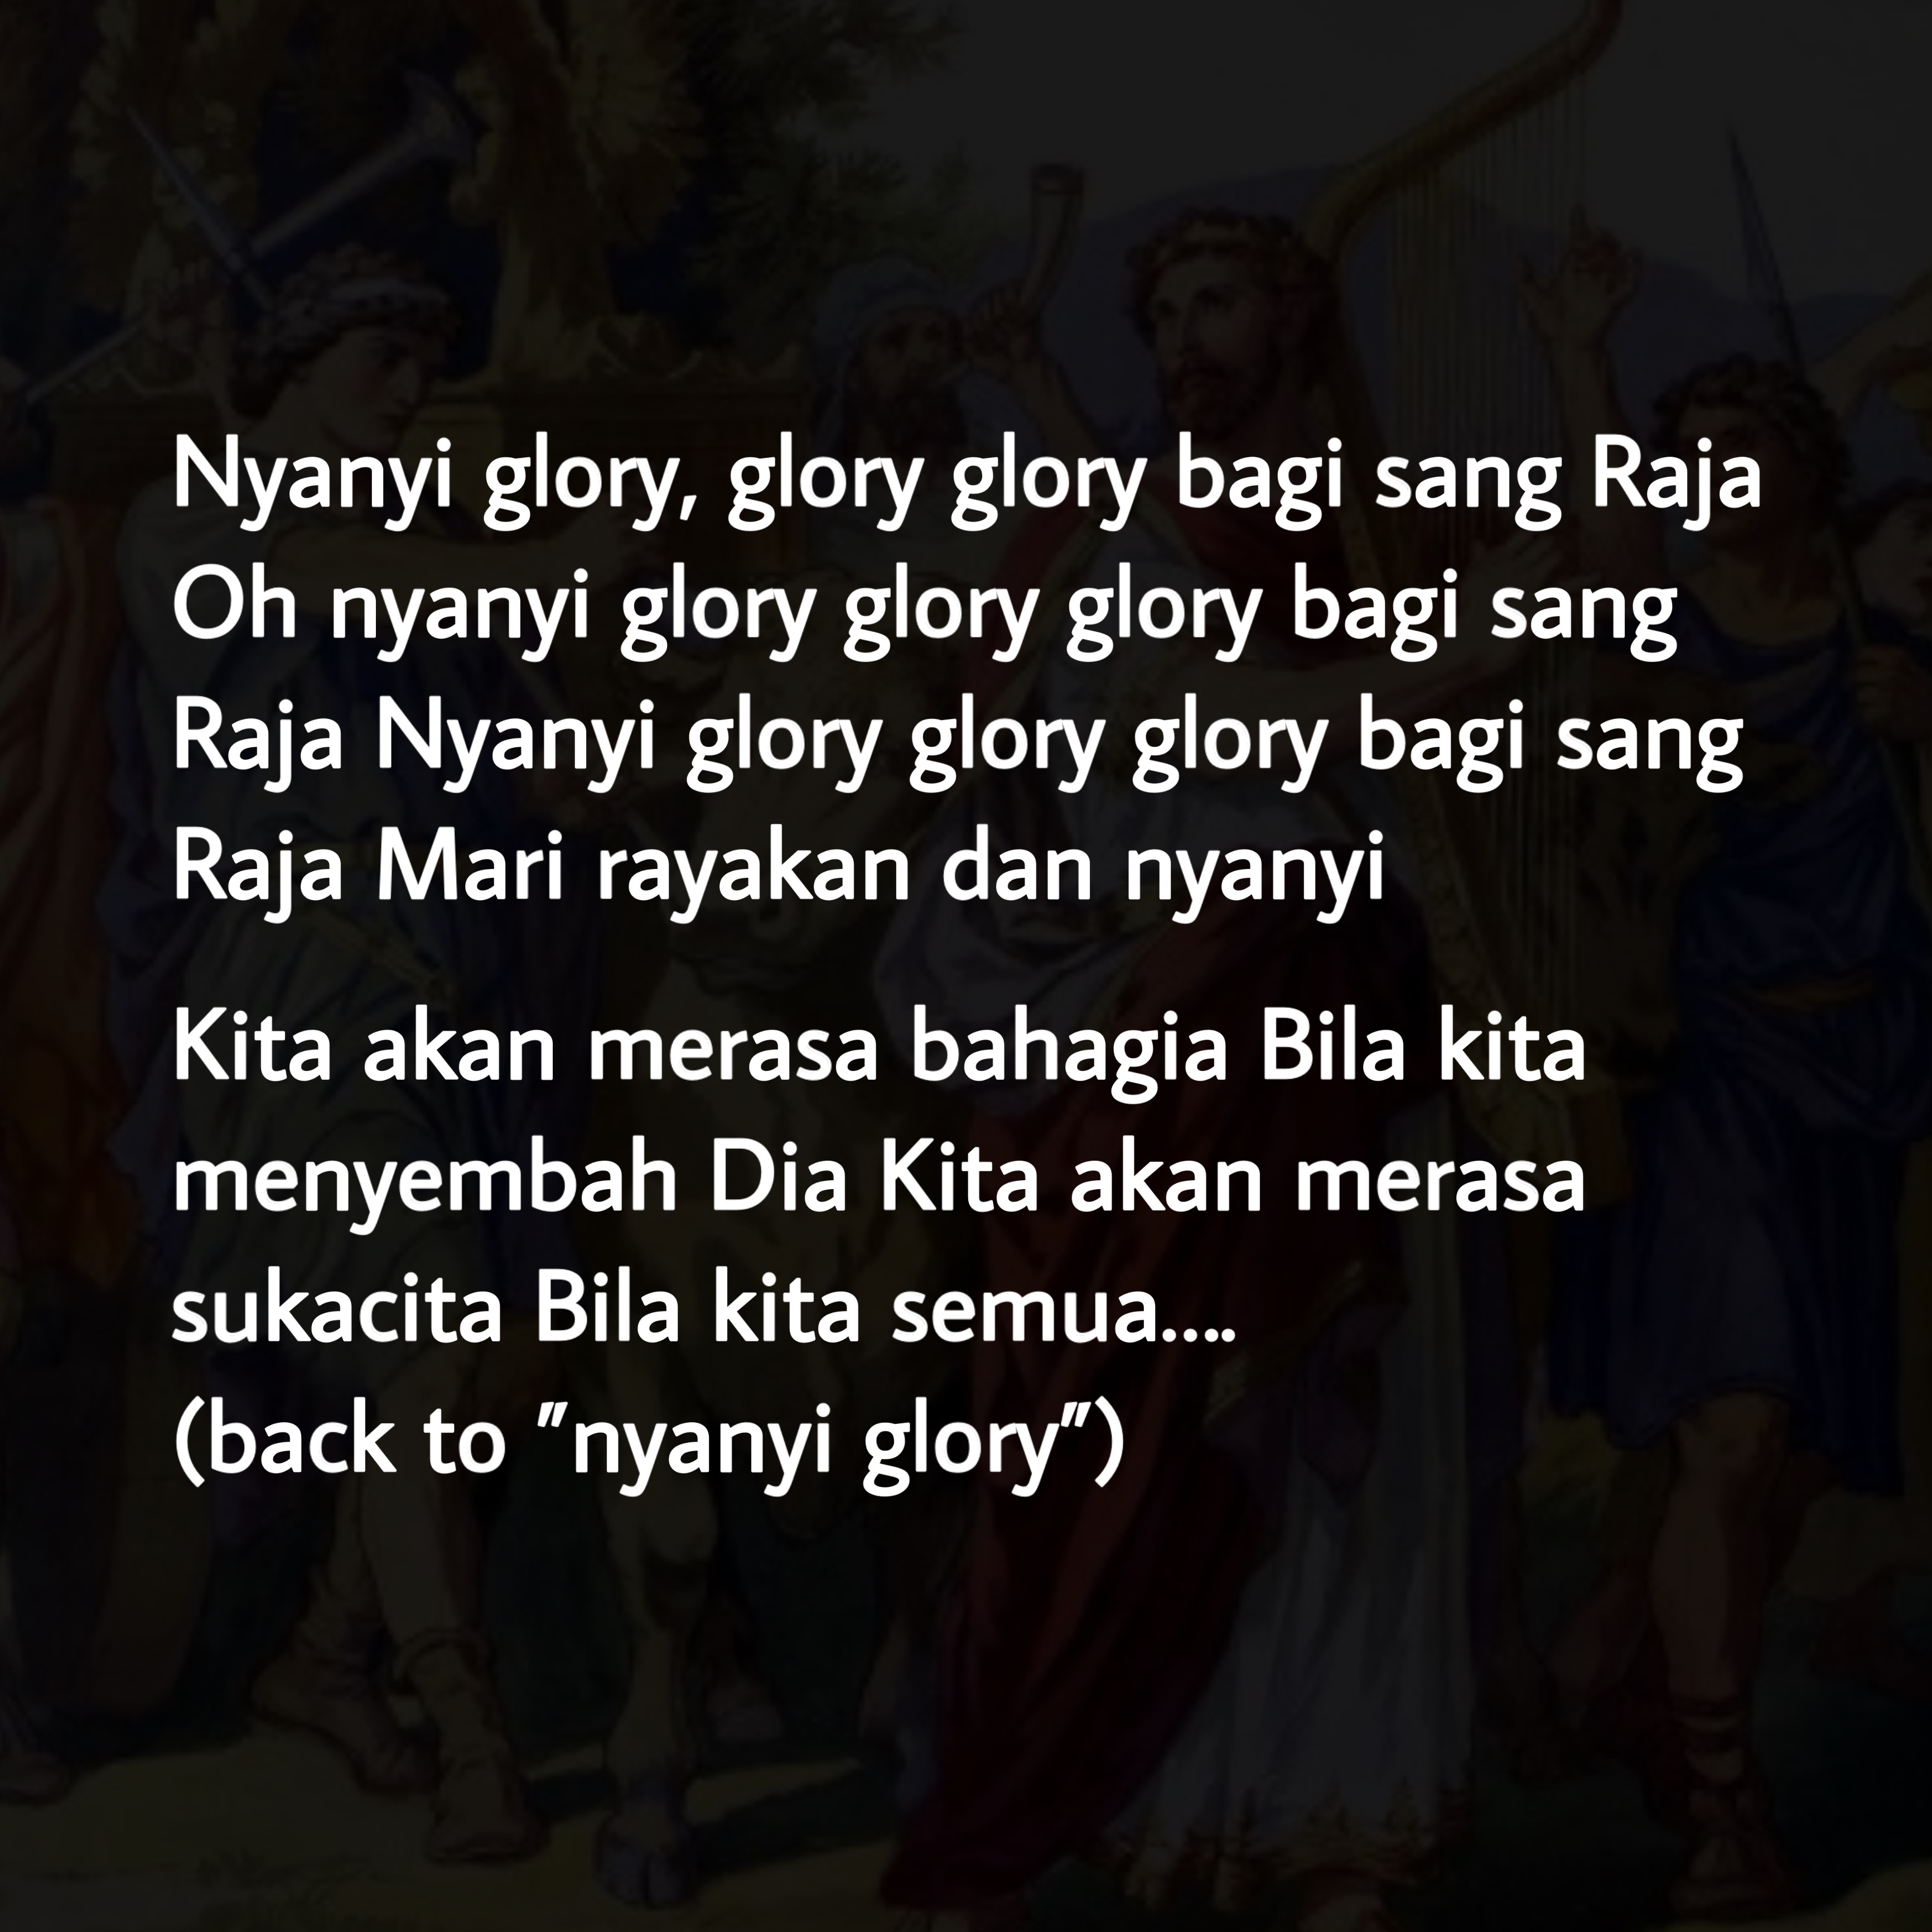 Nyanyi glory, glory glory bagi sang Raja
Oh nyanyi glory glory glory bagi sang
Raja Nyanyi glory glory glory bagi sang
Raja Mari rayakan dan nyanyi
Kita akan merasa bahagia Bila kita
menyembah Dia Kita akan merasa
sukacita Bila kita semua....
(back to "nyanyi glory")